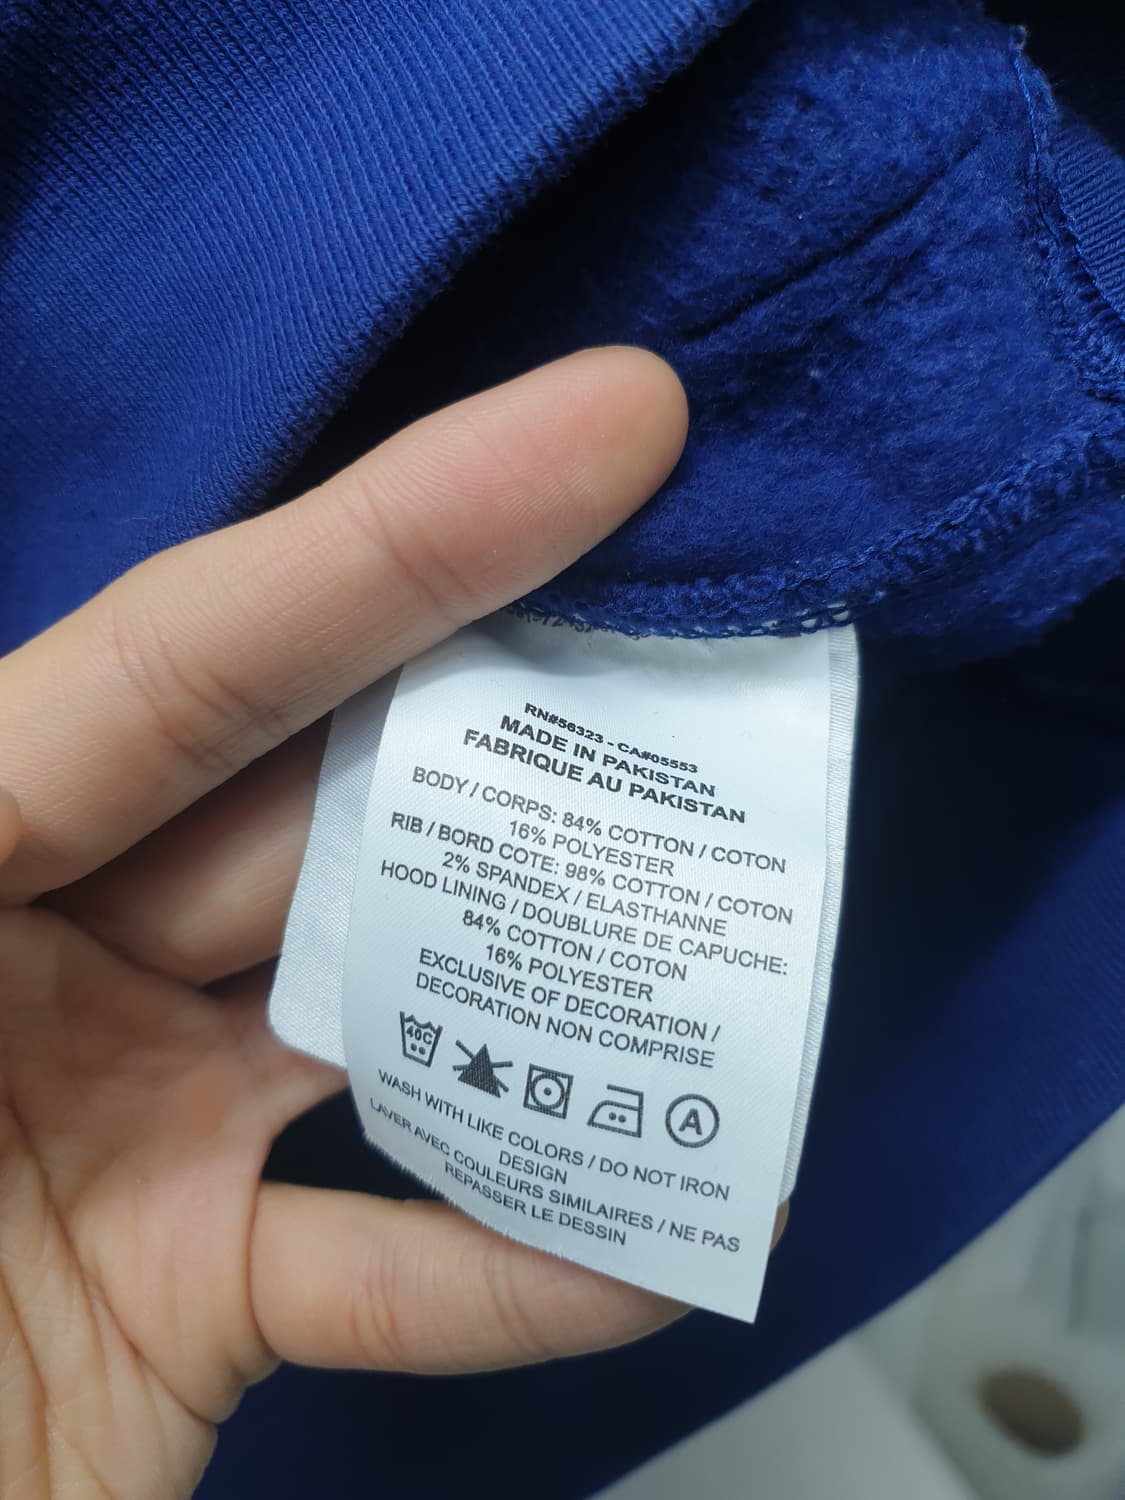 RN#56323 - CA#05553
MADE IN PAKISTAN
FABRIQUE AU PAKISTAN
BODY / CORPS: 84% COTTON / COTON
16% POLYESTER
RIB / BORD COTE: 98% COTTON / COTON
2% SPANDEX / ELASTHANNE
HOOD LINING / DOUBLURE DE CAPUCHE:
84% COTTON / COTON
16% POLYESTER
EXCLUSIVE OF DECORATION /
DECORATION NON COMPRISE
40C
A
WASH WITH LIKE COLORS / DO NOT IRON
DESIGN
LAVER AVEC COULEURS SIMILAIRES / NE PAS
REPASSER LE DESSIN